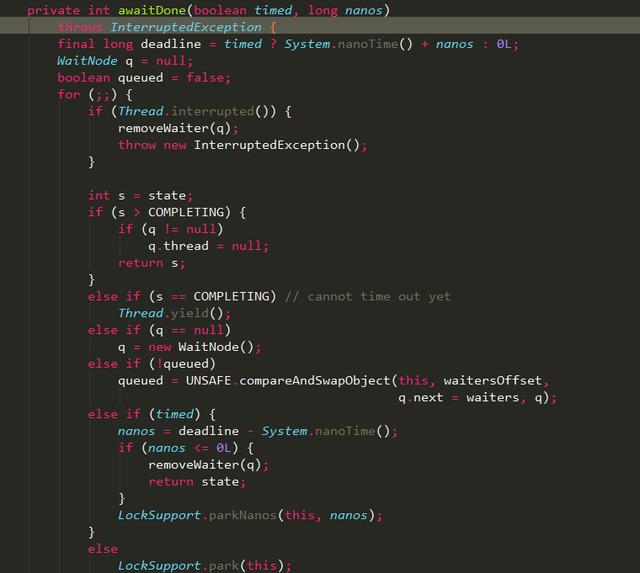 private int awaitDone(boolean timed, long nanos)
    throws InterruptedException {
    final long deadline = timed ? System.nanoTime() + nanos : 0L;
    WaitNode q = null;
    boolean queued = false;
    for (;;) {
        if (Thread.interrupted()) {
            removeWaiter(q);
            throw new InterruptedException();
        }

        int s = state;
        if (s > COMPLETING) {
            if (q != null)
                q.thread = null;
            return s;
        }
        else if (s == COMPLETING) // cannot time out yet
            Thread.yield();
        else if (q == null)
            q = new WaitNode();
        else if (!queued)
            queued = UNSAFE.compareAndSwapObject(this, waitersOffset,
                                                 q.next = waiters, q);
        else if (timed) {
            nanos = deadline - System.nanoTime();
            if (nanos <= 0L) {
                removeWaiter(q);
                return state;
            }
            LockSupport.parkNanos(this, nanos);
        }
        else
            LockSupport.park(this);